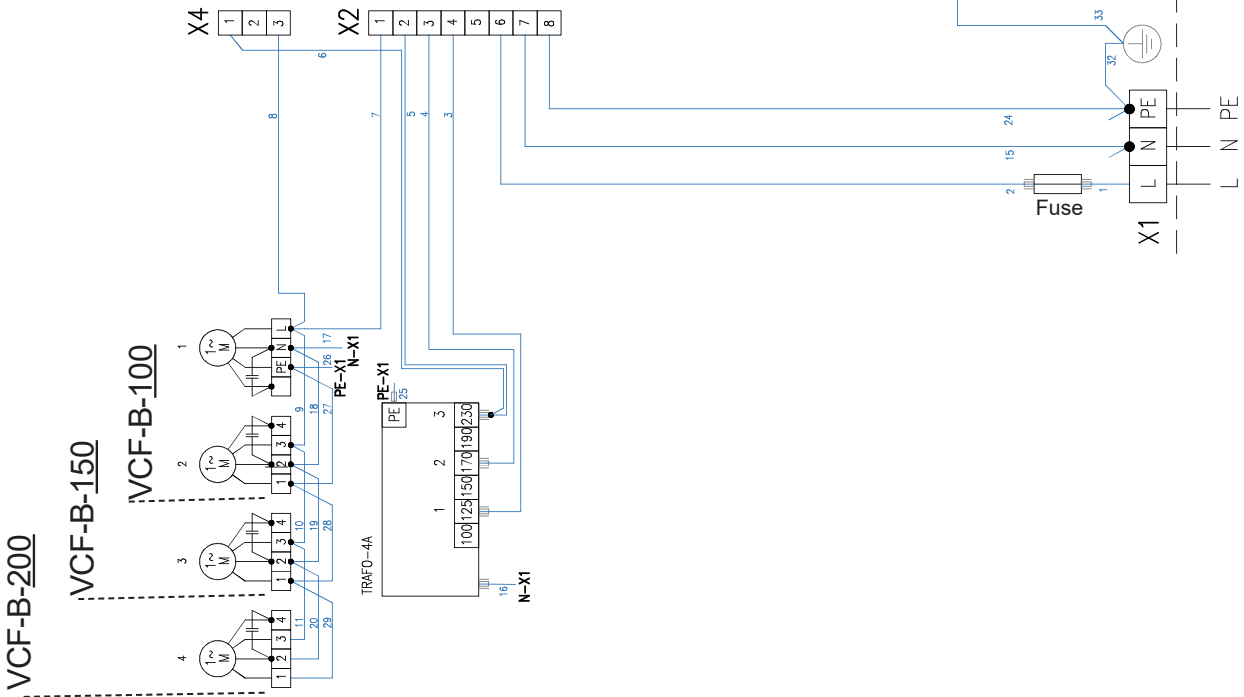 X4
1
2
3
X2
1
2
3
4
5
6
7
8
33
32
6
8
7
5
4
3
24
15
2
1
Fuse
PE
N
L
X1
PE
N
L
VCF-B-100
VCF-B-150
VCF-B-200
1
1~
M
PE
N
L
17
26
N-X1
PE-X1
9
18
27
2
1~
M
1
2
3
4
10
19
28
3
1~
M
1
2
3
4
11
20
29
4
1~
M
1
2
3
4
TRAFO-4A
PE
PE-X1
25
1
2
3
100
125
150
170
190
230
16
N-X1